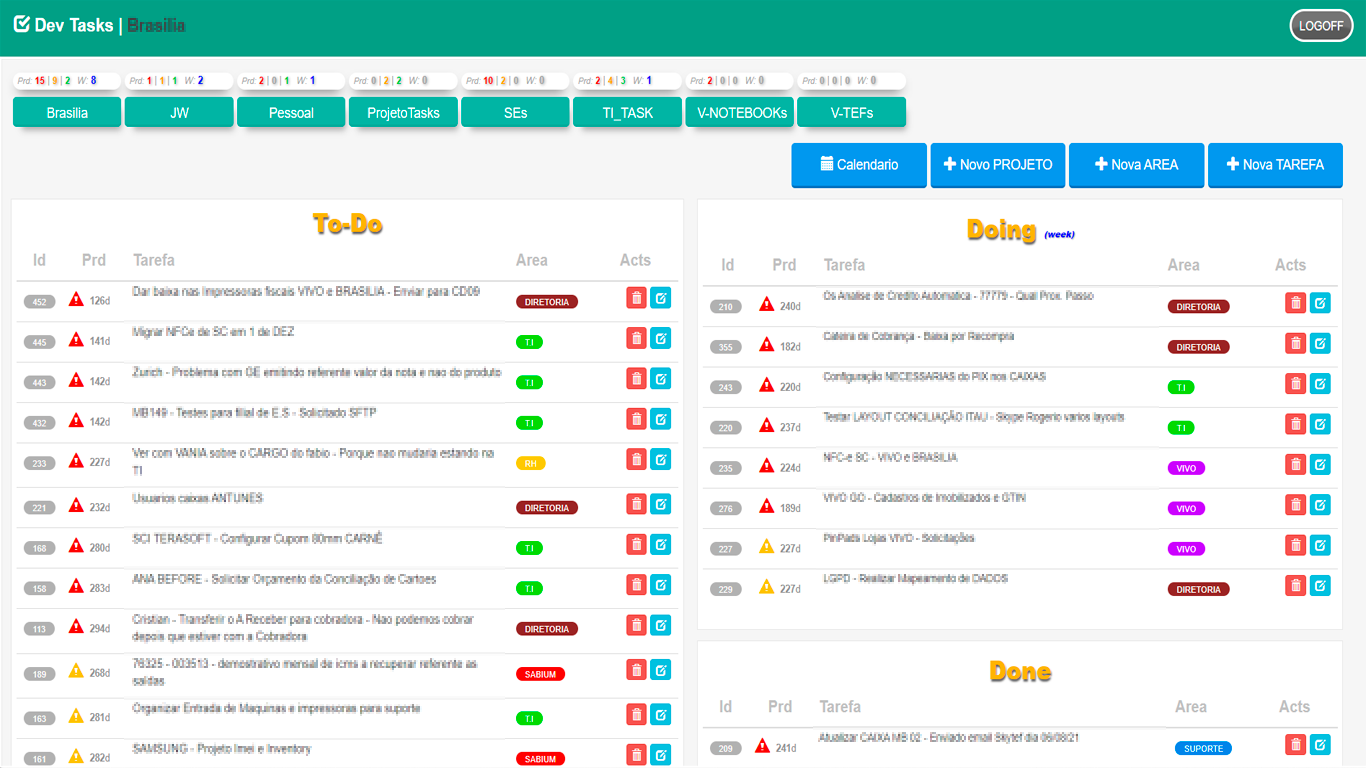 Dev Tasks | Brasilia
LOGOFF
Prd: 15 | 9 | 2 W: 8
Prd: 1 | 1 | 1 W: 2
Prd: 2 | 0 | 1 W: 1
Prd: 0 | 2 | 2 W: 0
Prd: 10 | 2 | 0 W: 0
Prd: 2 | 4 | 3 W: 1
Prd: 2 | 0 | 0 W: 0
Prd: 0 | 0 | 0 W: 0
Brasilia
JW
Pessoal
ProjetoTasks
SEs
TI_TASK
V-NOTEBOOKs
V-TEFs
Calendario
Novo PROJETO
Nova AREA
Nova TAREFA
To-Do
Id Prd Tarefa Area Acts
452 126d Dar baixa nas Impressoras fiscais VIVO e BRASILIA - Enviar para CD09 DIRETORIA
445 141d Migrar NFCe de SC em 1 de DEZ T.I
443 142d Zurich - Problema com GE emitindo referente valor da nota e nao do produto T.I
432 142d MB149 - Testes para filial de E.S - Solicitado SFTP T.I
233 227d Ver com VANIA sobre o CARGO do fabio - Porque nao mudaria estando na
TI RH
221 232d Usuarios caixas ANTUNES DIRETORIA
168 280d SCI TERASOFT - Configurar Cupom 80mm CARNÊ T.I
158 283d ANA BEFORE - Solicitar Orçamento da Conciliação de Cartoes T.I
113 294d Cristian - Transferir o A Receber para cobradora - Nao podemos cobrar
depois que estiver com a Cobradora DIRETORIA
189 268d 76325 - 003513 - demostrativo mensal de icms a recuperar referente as
saidas SABIUM
163 281d Organizar Entrada de Maquinas e impressoras para suporte T.I
161 282d SAMSUNG - Projeto Imei e Inventory SABIUM
Doing (week)
Id Prd Tarefa Area Acts
210 240d Os Analise de Credito Automatica - 77779 - Qual Prox. Passo DIRETORIA
355 182d Cateira de Cobrança - Baixa por Recompra DIRETORIA
243 220d Configuração NECESSARIAS do PIX nos CAIXAS T.I
220 237d Testar LAYOUT CONCILIAÇÃO ITAU - Skype Rogerio varios layouts T.I
235 224d NFC-e SC - VIVO e BRASILIA VIVO
276 189d VIVO GO - Cadastros de Imobilizados e GTIN VIVO
227 227d PinPads Lojas VIVO - Solicitações VIVO
229 227d LGPD - Realizar Mapeamento de DADOS DIRETORIA
Done
Id Prd Tarefa Area Acts
209 241d Atualizar CAIXA MB 02 - Enviado email Skytef dia 06/08/21 SUPORTE